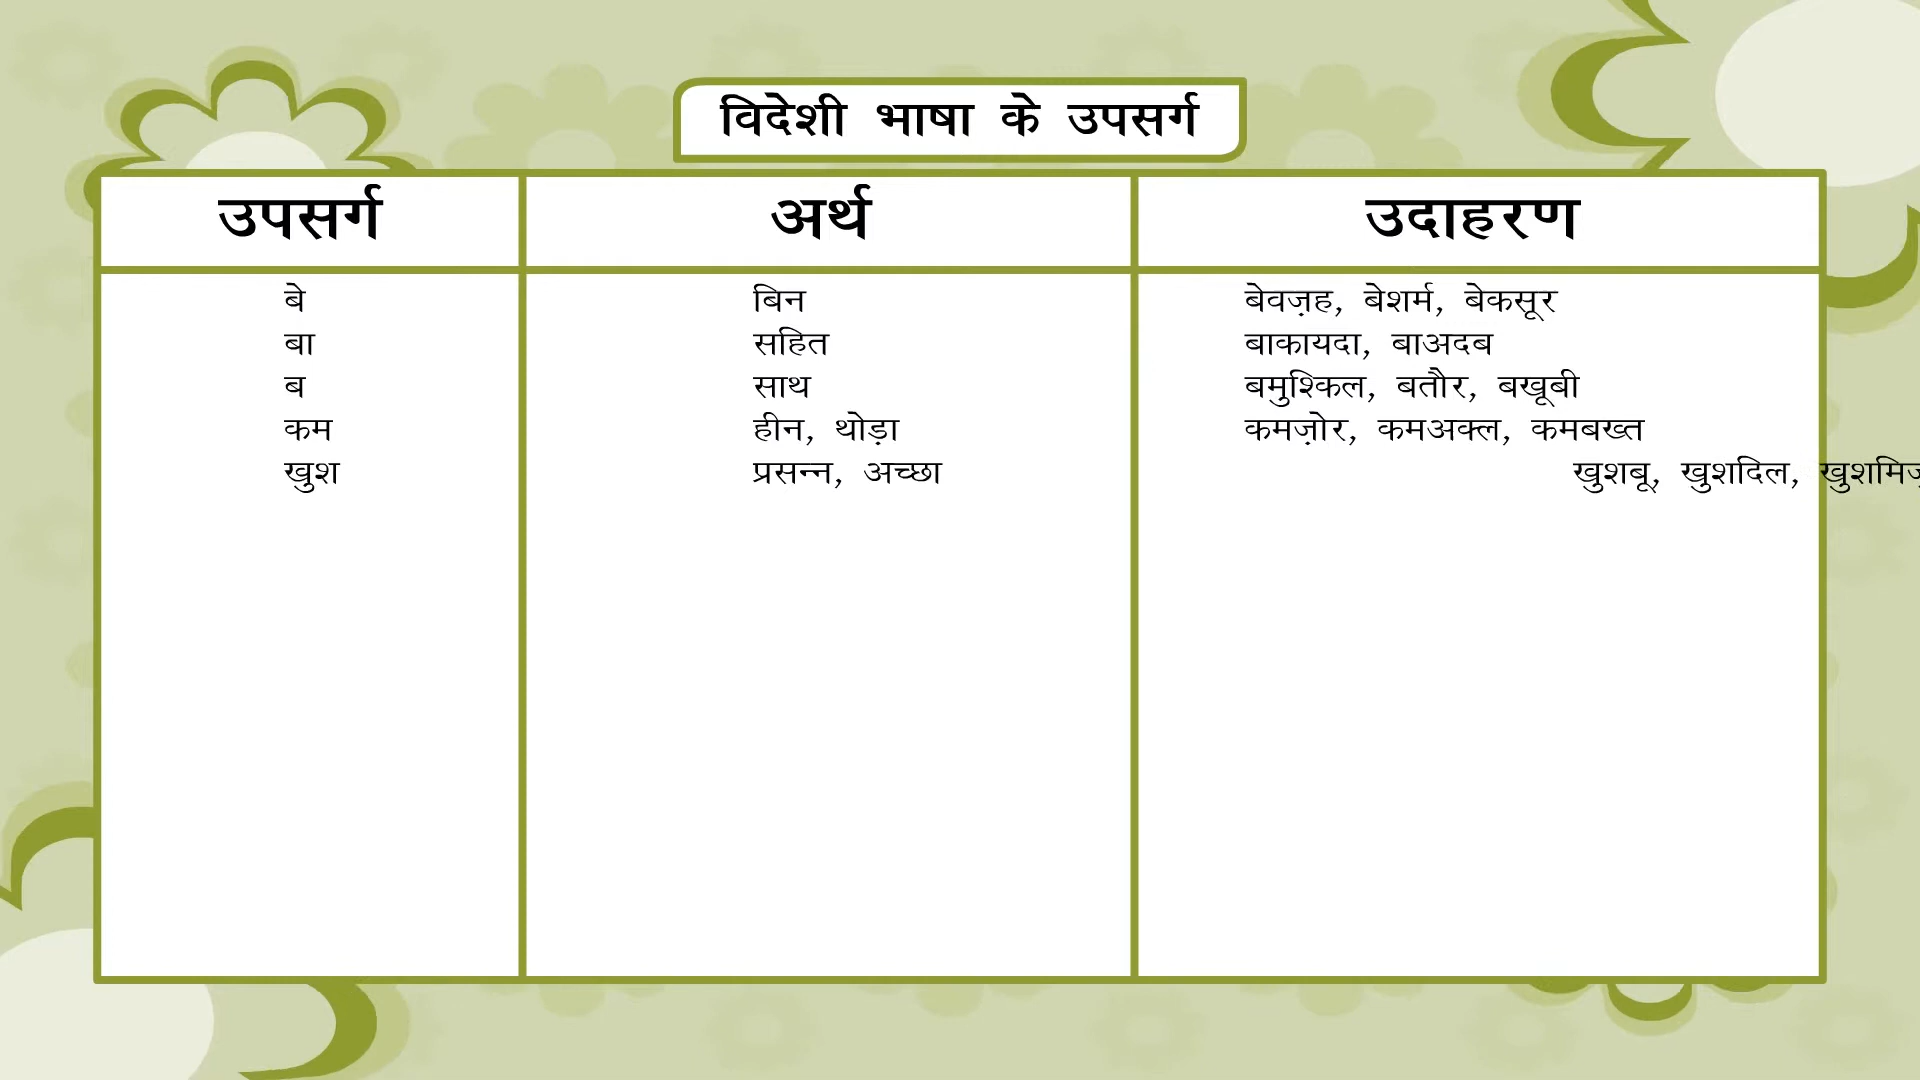 विदेशी भाषा के उपसर्ग
उपसर्ग अर्थ उदाहरण
बे बिन बेवज़ह, बेशर्म, बेकसूर
बा सहित बाकायदा, बाअदब
ब साथ बमुश्किल, बतौर, बखूबी
कम हीन, थोड़ा कमज़ोर, कमअक्ल, कमबख्त
खुश प्रसन्न, अच्छा खुशबू, खुशदिल,